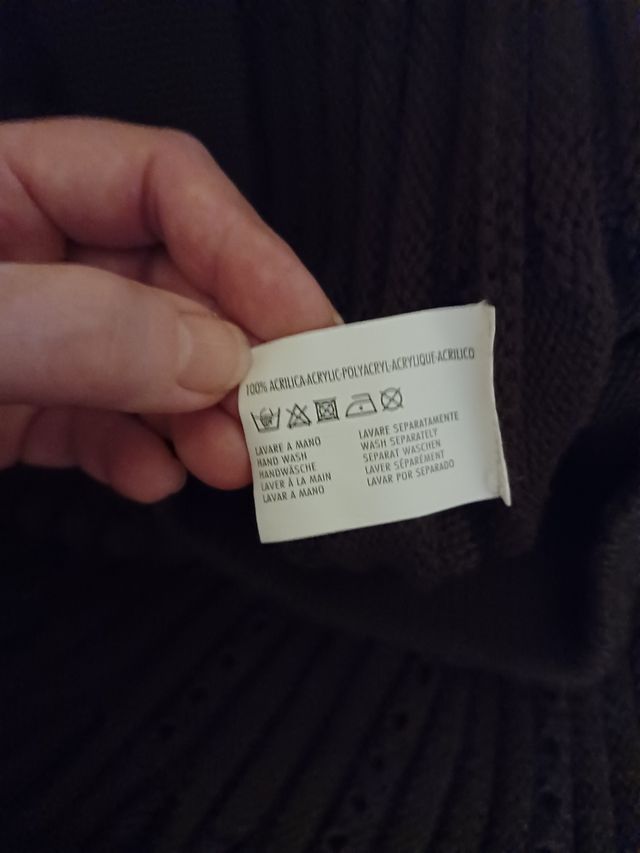 100% ACRILICA-ACRYLIC-POLYACRYL-ACRYLIQUE-ACRILICO
LAVARE A MANO
HAND WASH
HANDWÄSCHE
LAVER À LA MAIN
LAVAR A MANO
LAVARE SEPARATAMENTE
WASH SEPARATELY
SEPARAT WASCHEN
LAVER SÉPARÉMENT
LAVAR POR SEPARADO